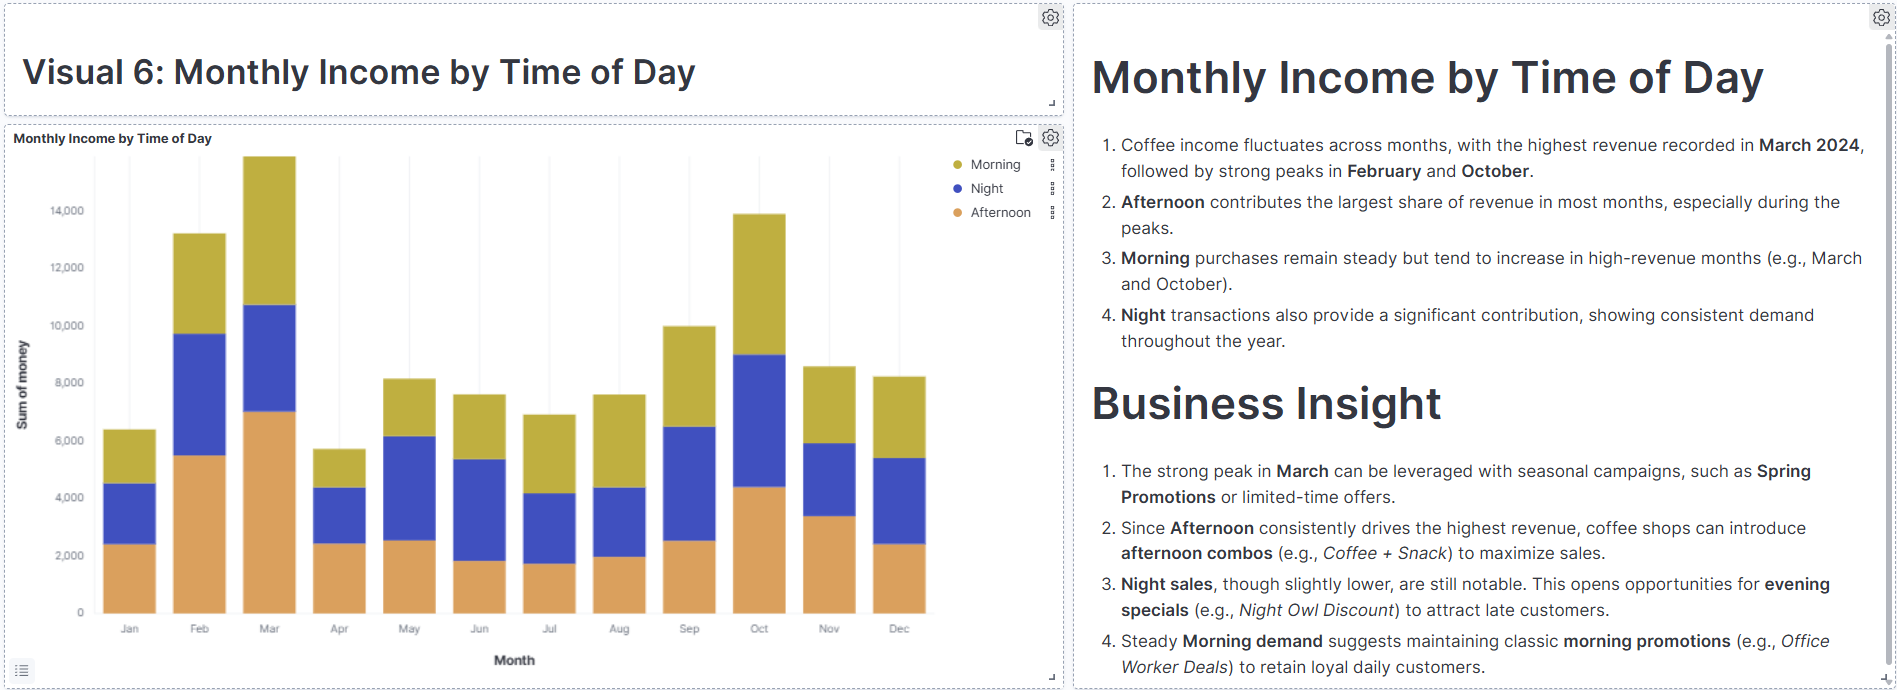 Visual 6: Monthly Income by Time of Day
Monthly Income by Time of Day
Morning
Night
Afternoon
Sum of money
14,000
12,000
10,000
8,000
6,000
4,000
2,000
0
Jan Feb Mar Apr May Jun Jul Aug Sep Oct Nov Dec
Month
Monthly Income by Time of Day
1. Coffee income fluctuates across months, with the highest revenue recorded in March 2024,
followed by strong peaks in February and October.
2. Afternoon contributes the largest share of revenue in most months, especially during the
peaks.
3. Morning purchases remain steady but tend to increase in high-revenue months (e.g., March
and October).
4. Night transactions also provide a significant contribution, showing consistent demand
throughout the year.
Business Insight
1. The strong peak in March can be leveraged with seasonal campaigns, such as Spring
Promotions or limited-time offers.
2. Since Afternoon consistently drives the highest revenue, coffee shops can introduce
afternoon combos (e.g., Coffee + Snack) to maximize sales.
3. Night sales, though slightly lower, are still notable. This opens opportunities for evening
specials (e.g., Night Owl Discount) to attract late customers.
4. Steady Morning demand suggests maintaining classic morning promotions (e.g., Office
Worker Deals) to retain loyal daily customers.